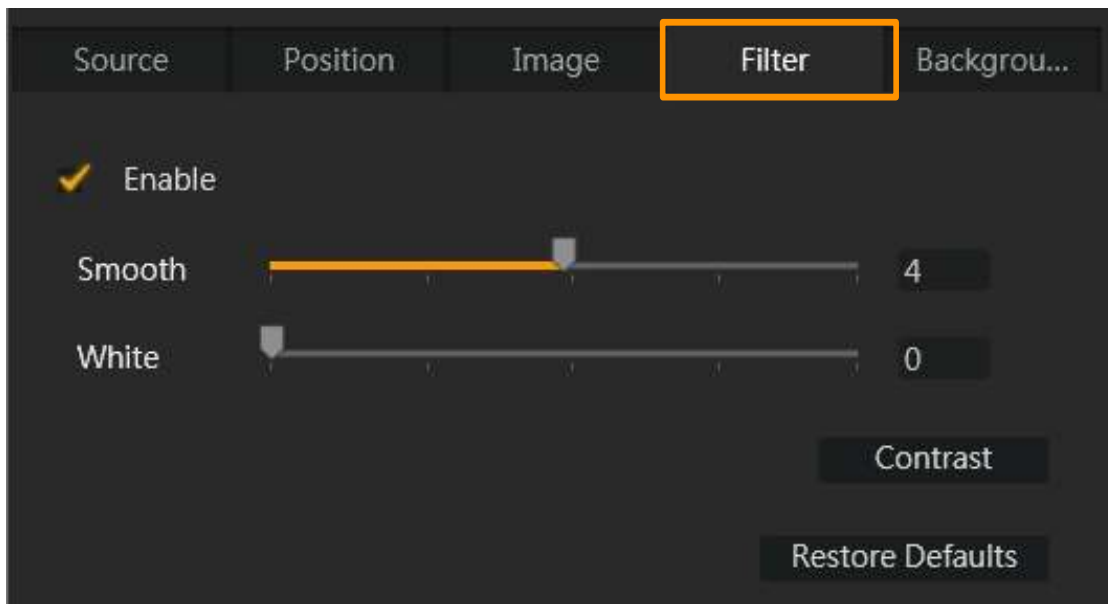 Source Position Image Filter Backgrou...
Enable
Smooth 4
White 0
Contrast
Restore Defaults